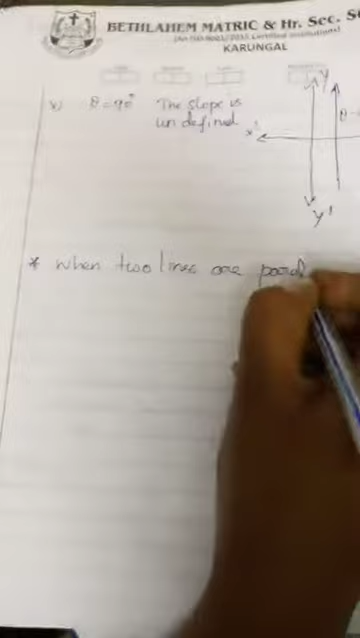 BETHLAHEM MATRIC & Hr. Sec. S
KARUNGAL
v) θ = 90° The slope is
un defined
x'
y
θ
y'
* when two lines are paral